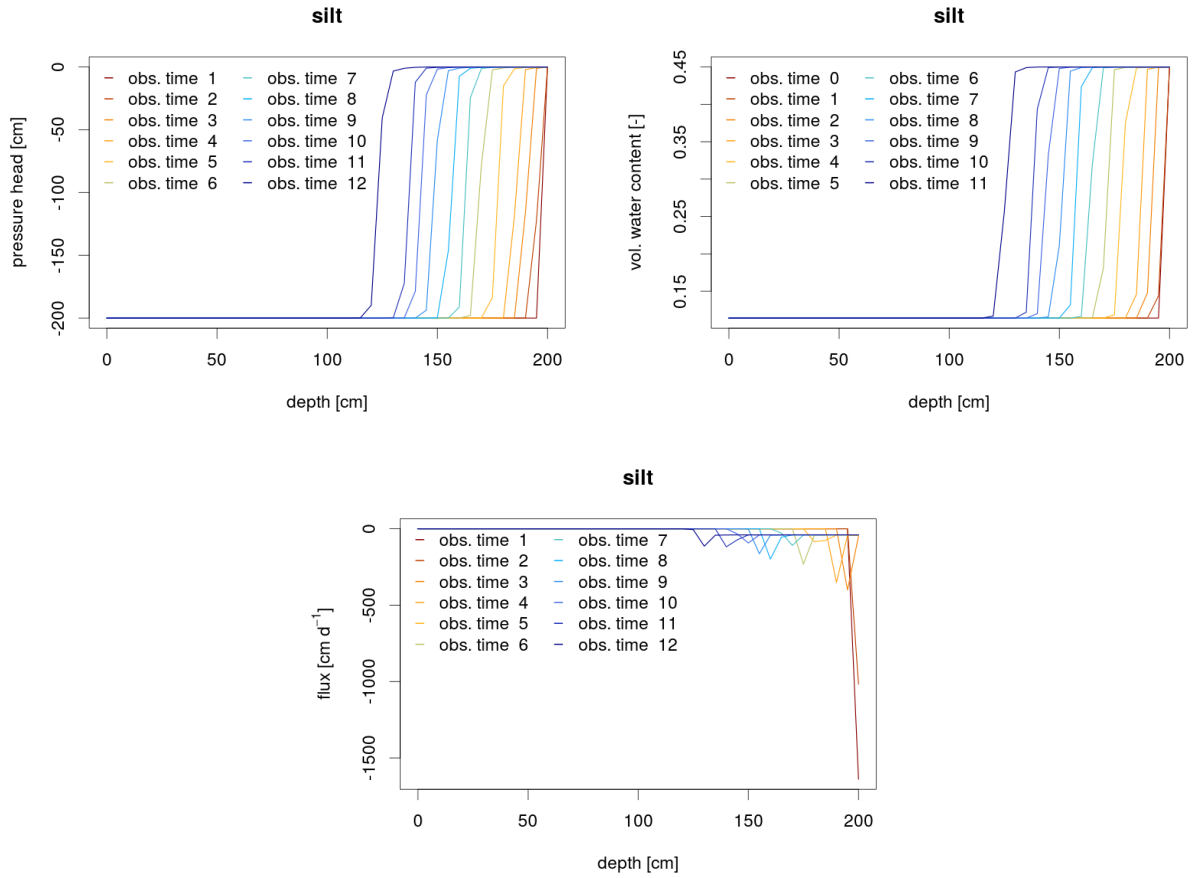 silt
pressure head [cm]
0
-50
-100
-150
-200
obs. time 1
obs. time 2
obs. time 3
obs. time 4
obs. time 5
obs. time 6
obs. time 7
obs. time 8
obs. time 9
obs. time 10
obs. time 11
obs. time 12
0
50
100
150
200
depth [cm]
silt
vol. water content [-]
0.45
0.35
0.25
0.15
obs. time 0
obs. time 1
obs. time 2
obs. time 3
obs. time 4
obs. time 5
obs. time 6
obs. time 7
obs. time 8
obs. time 9
obs. time 10
obs. time 11
0
50
100
150
200
depth [cm]
silt
flux [cm d⁻¹]
0
-500
-1000
-1500
obs. time 1
obs. time 2
obs. time 3
obs. time 4
obs. time 5
obs. time 6
obs. time 7
obs. time 8
obs. time 9
obs. time 10
obs. time 11
obs. time 12
0
50
100
150
200
depth [cm]